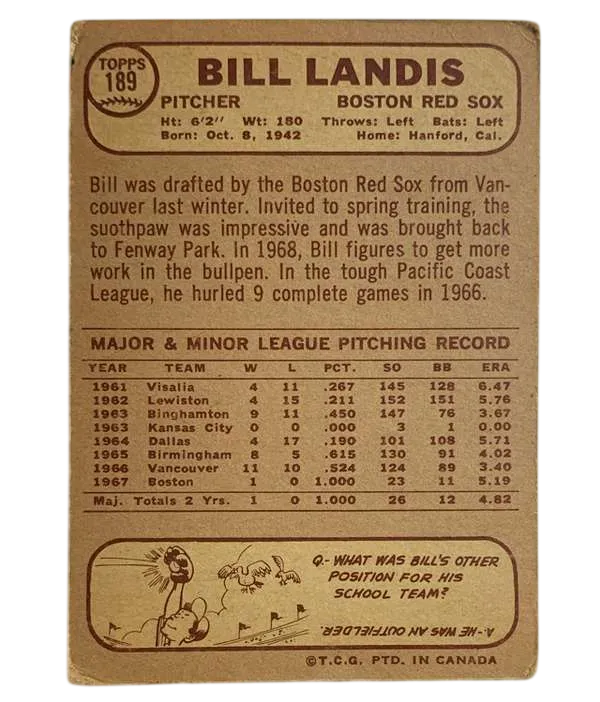 TOPPS
189
BILL LANDIS
PITCHER BOSTON RED SOX
Ht: 6'2" Wt: 180 Throws: Left Bats: Left
Born: Oct. 8, 1942 Home: Hanford, Cal.
Bill was drafted by the Boston Red Sox from Van-
couver last winter. Invited to spring training, the
suothpaw was impressive and was brought back
to Fenway Park. In 1968, Bill figures to get more
work in the bullpen. In the tough Pacific Coast
League, he hurled 9 complete games in 1966.
MAJOR & MINOR LEAGUE PITCHING RECORD
YEAR TEAM W L PCT. SO BB ERA
1961 Visalia 4 11 .267 145 128 6.47
1962 Lewiston 4 15 .211 152 151 5.76
1963 Binghamton 9 11 .450 147 76 3.67
1963 Kansas City 0 0 .000 3 1 0.00
1964 Dallas 4 17 .190 101 108 5.71
1965 Birmingham 8 5 .615 130 91 4.02
1966 Vancouver 11 10 .524 124 89 3.40
1967 Boston 1 0 1.000 23 11 5.19
Maj. Totals 2 Yrs. 1 0 1.000 26 12 4.82
Q.- WHAT WAS BILL'S OTHER
POSITION FOR HIS
SCHOOL TEAM?
A.- HE WAS AN OUTFIELDER.
©T.C.G. PTD. IN CANADA